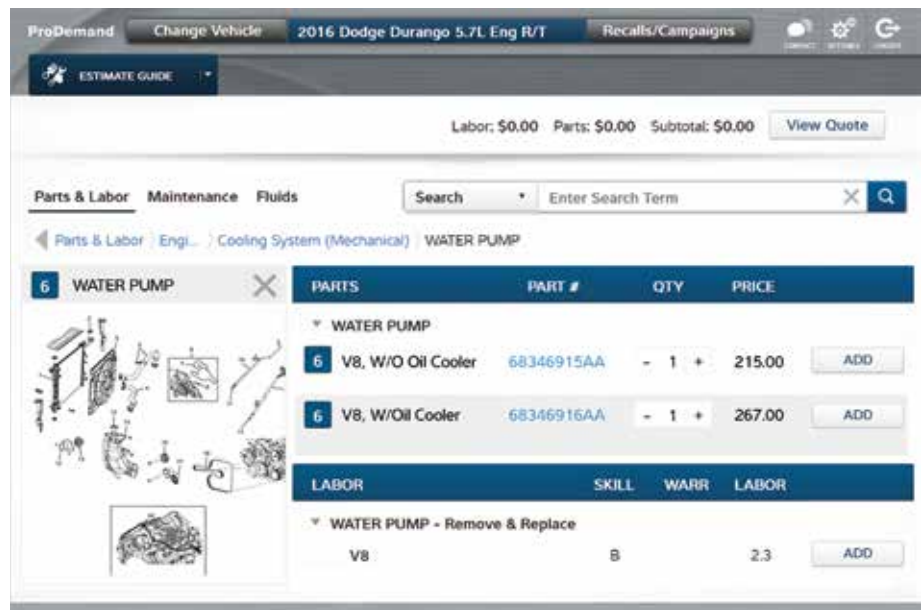 ProDemand Change Vehicle 2016 Dodge Durango 5.7L Eng R/T Recalls/Campaigns
ESTIMATE GUIDE
Labor: $0.00 Parts: $0.00 Subtotal: $0.00 View Quote
Parts & Labor Maintenance Fluids Search Enter Search Term
Parts & Labor Engi... Cooling System (Mechanical) WATER PUMP
6 WATER PUMP PARTS PART # QTY PRICE
WATER PUMP
6 V8, W/O Oil Cooler 68346915AA - 1 + 215.00 ADD
6 V8, W/Oil Cooler 68346916AA - 1 + 267.00 ADD
LABOR SKILL WARR LABOR
WATER PUMP - Remove & Replace
V8 B 2.3 ADD